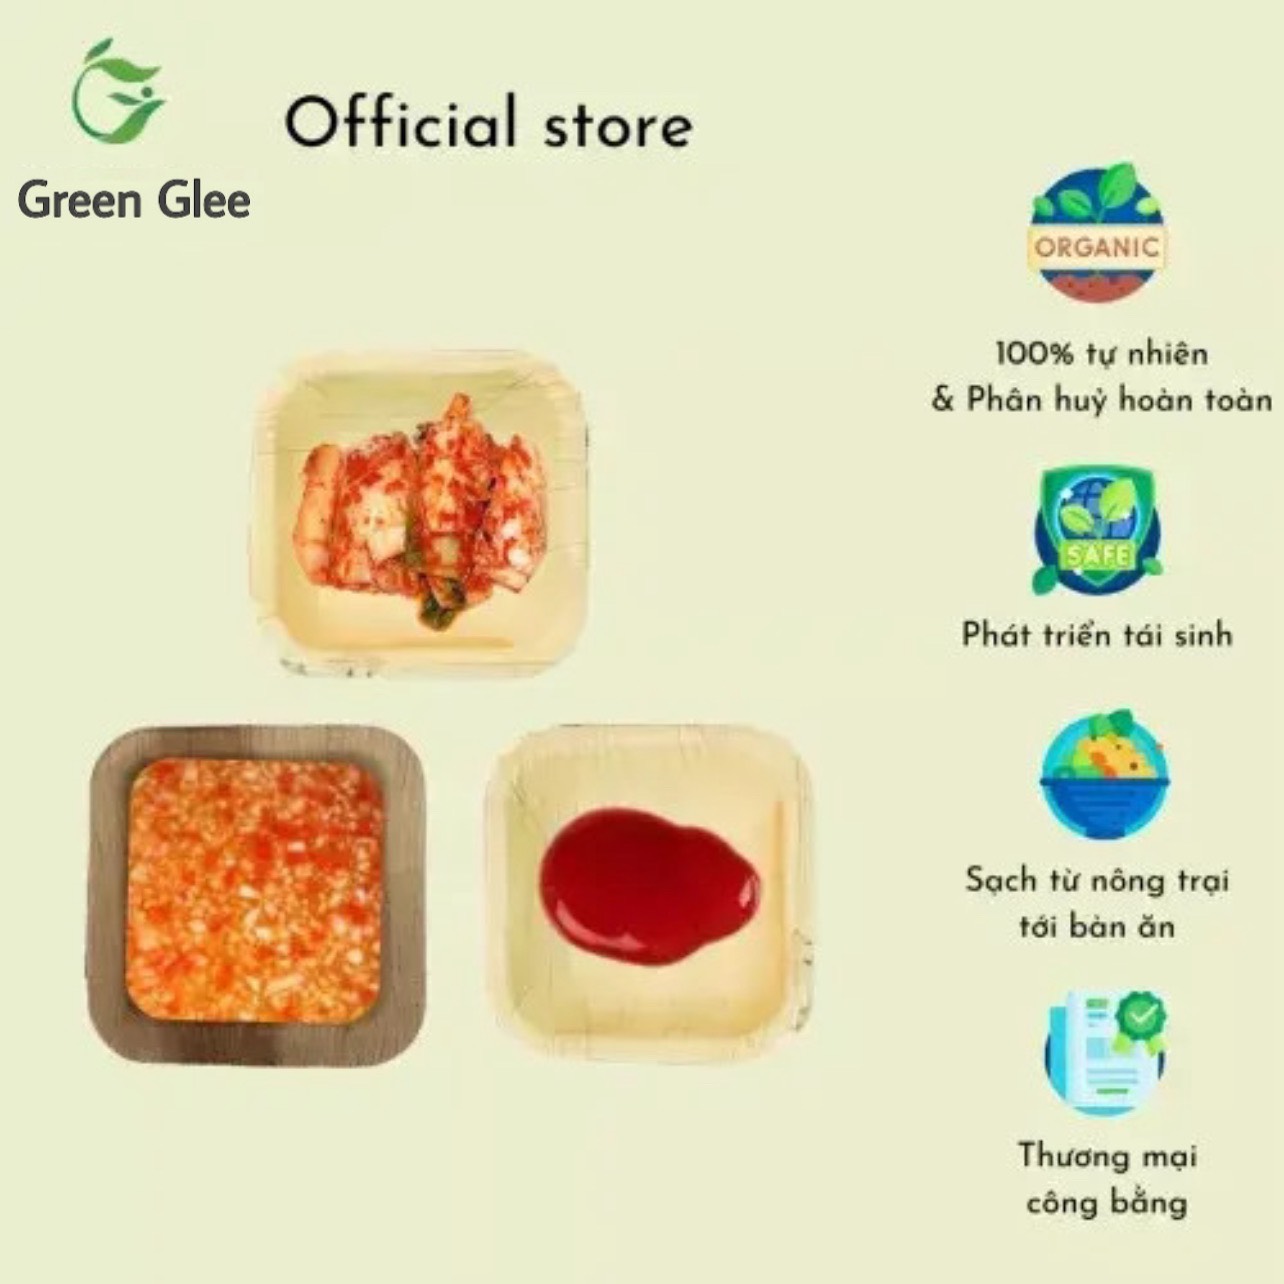 Green Glee
Official store
ORGANIC
100% tự nhiên
& Phân huỷ hoàn toàn
SAFE
Phát triển tái sinh
Sạch từ nông trại
tới bàn ăn
Thương mại
công bằng